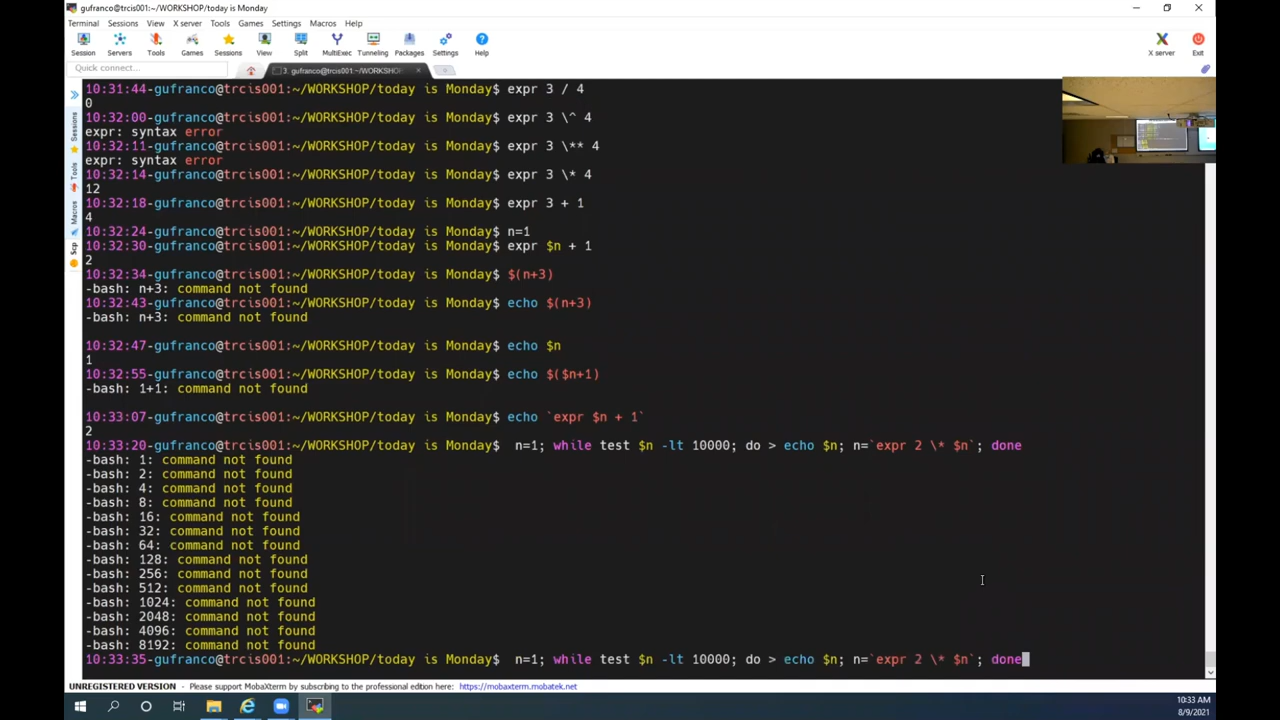 gufranco@trcis001:~/WORKSHOP/today is Monday
Terminal Sessions View X server Tools Games Settings Macros Help
Session Servers Tools Games Sessions View Split MultiExec Tunneling Packages Settings Help X server Exit
Quick connect...
3. gufranco@trcis001:~/WORKSHOP/
Sessions
Tools
Macros
Scp
10:31:44-gufranco@trcis001:~/WORKSHOP/today is Monday$ expr 3 / 4
0
10:32:00-gufranco@trcis001:~/WORKSHOP/today is Monday$ expr 3 \^ 4
expr: syntax error
10:32:11-gufranco@trcis001:~/WORKSHOP/today is Monday$ expr 3 \** 4
expr: syntax error
10:32:14-gufranco@trcis001:~/WORKSHOP/today is Monday$ expr 3 \* 4
12
10:32:18-gufranco@trcis001:~/WORKSHOP/today is Monday$ expr 3 + 1
4
10:32:24-gufranco@trcis001:~/WORKSHOP/today is Monday$ n=1
10:32:30-gufranco@trcis001:~/WORKSHOP/today is Monday$ expr $n + 1
2
10:32:34-gufranco@trcis001:~/WORKSHOP/today is Monday$ $(n+3)
-bash: n+3: command not found
10:32:43-gufranco@trcis001:~/WORKSHOP/today is Monday$ echo $(n+3)
-bash: n+3: command not found
10:32:47-gufranco@trcis001:~/WORKSHOP/today is Monday$ echo $n
1
10:32:55-gufranco@trcis001:~/WORKSHOP/today is Monday$ echo $($n+1)
-bash: 1+1: command not found
10:33:07-gufranco@trcis001:~/WORKSHOP/today is Monday$ echo `expr $n + 1`
2
10:33:20-gufranco@trcis001:~/WORKSHOP/today is Monday$ n=1; while test $n -lt 10000; do > echo $n; n=`expr 2 \* $n`; done
-bash: 1: command not found
-bash: 2: command not found
-bash: 4: command not found
-bash: 8: command not found
-bash: 16: command not found
-bash: 32: command not found
-bash: 64: command not found
-bash: 128: command not found
-bash: 256: command not found
-bash: 512: command not found
-bash: 1024: command not found
-bash: 2048: command not found
-bash: 4096: command not found
-bash: 8192: command not found
10:33:35-gufranco@trcis001:~/WORKSHOP/today is Monday$ n=1; while test $n -lt 10000; do > echo $n; n=`expr 2 \* $n`; done
UNREGISTERED VERSION - Please support MobaXterm by subscribing to the professional edition here: https://mobaxterm.mobatek.net
10:33 AM
8/9/2021